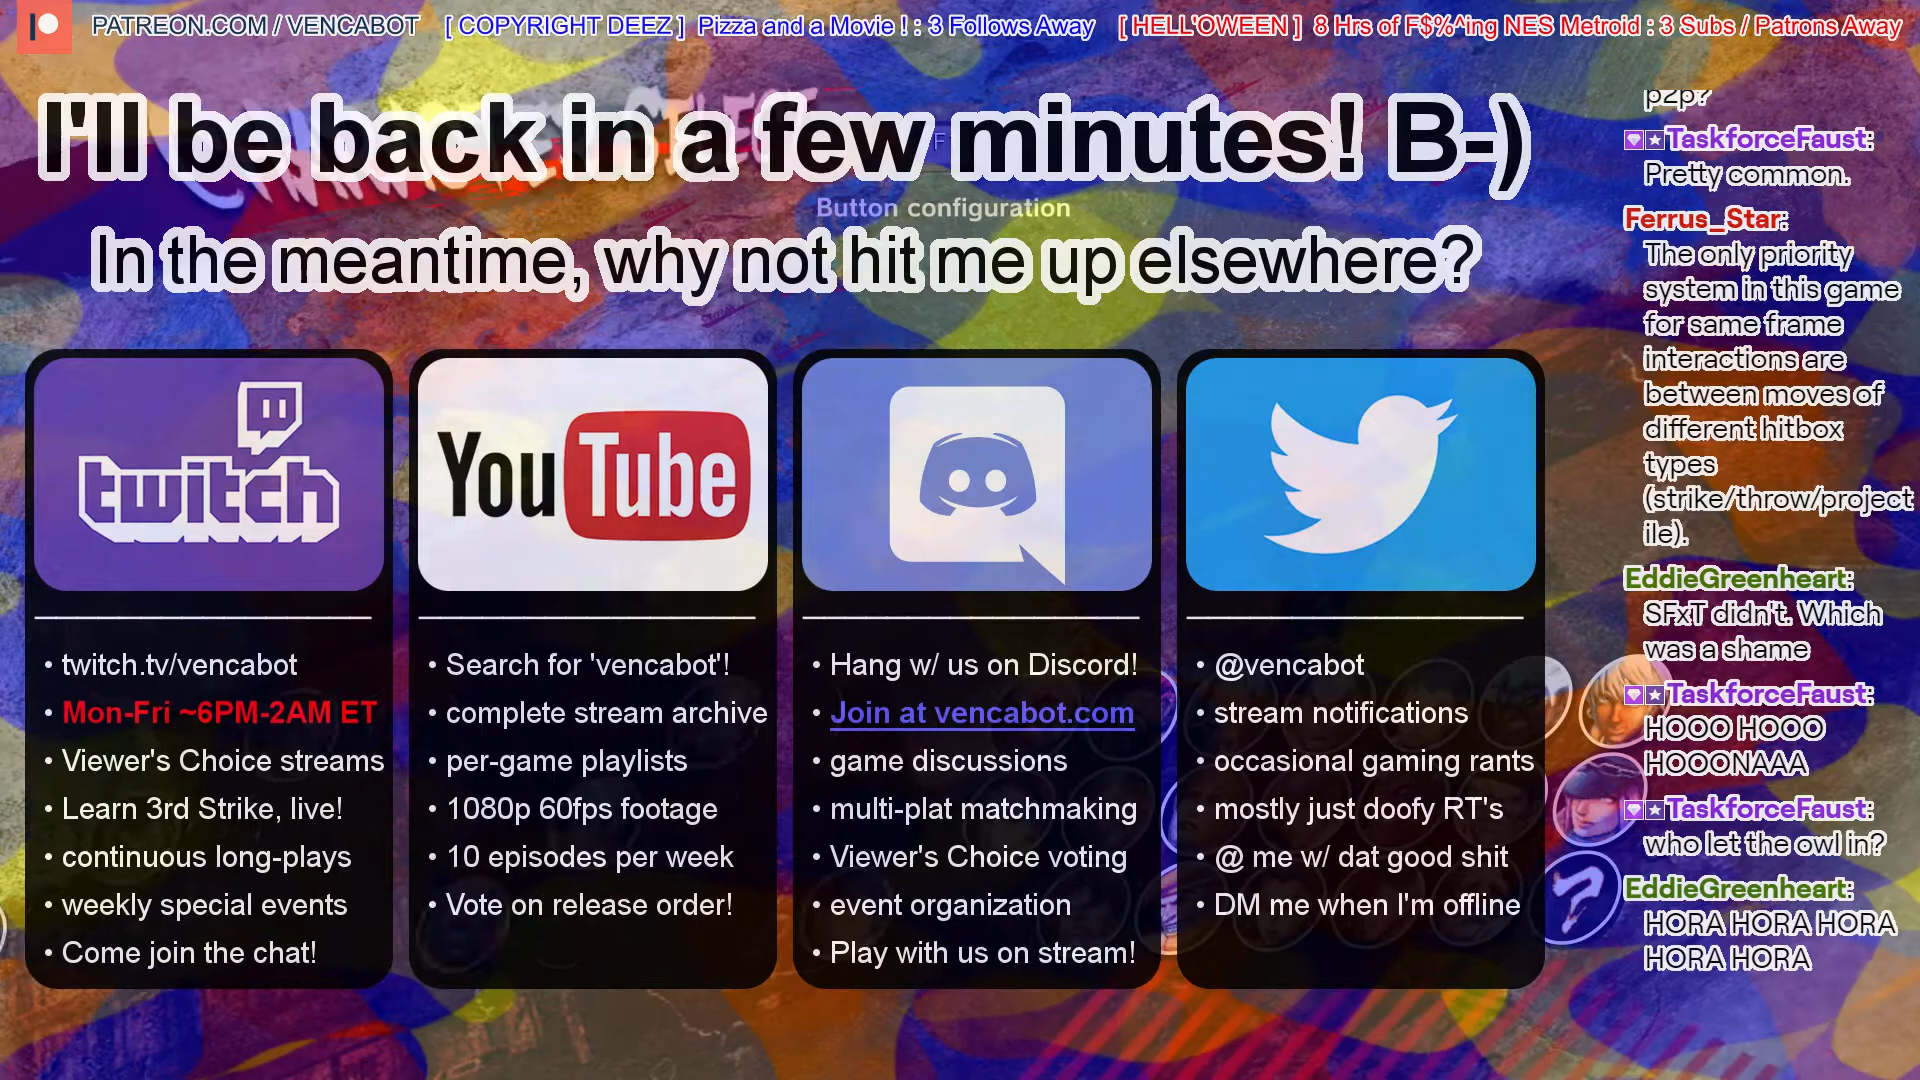 PATREON.COM / VENCABOT [ COPYRIGHT DEEZ ] Pizza and a Movie ! : 3 Follows Away [ HELL'OWEEN ] 8 Hrs of F$%^ing NES Metroid : 3 Subs / Patrons Away
I'll be back in a few minutes! B-)
Button configuration
In the meantime, why not hit me up elsewhere?
twitch
• twitch.tv/vencabot
• Mon-Fri ~6PM-2AM ET
• Viewer's Choice streams
• Learn 3rd Strike, live!
• continuous long-plays
• weekly special events
• Come join the chat!
YouTube
• Search for 'vencabot'!
• complete stream archive
• per-game playlists
• 1080p 60fps footage
• 10 episodes per week
• Vote on release order!
• Hang w/ us on Discord!
• Join at vencabot.com
• game discussions
• multi-plat matchmaking
• Viewer's Choice voting
• event organization
• Play with us on stream!
• @vencabot
• stream notifications
• occasional gaming rants
• mostly just doofy RT's
• @ me w/ dat good shit
• DM me when I'm offline
p2p?
TaskforceFaust:
Pretty common.
Ferrus_Star:
The only priority
system in this game
for same frame
interactions are
between moves of
different hitbox
types
(strike/throw/project
ile).
EddieGreenheart:
SFxT didn't. Which
was a shame
TaskforceFaust:
HOOO HOOO
HOOONAAA
TaskforceFaust:
who let the owl in?
EddieGreenheart:
HORA HORA HORA
HORA HORA